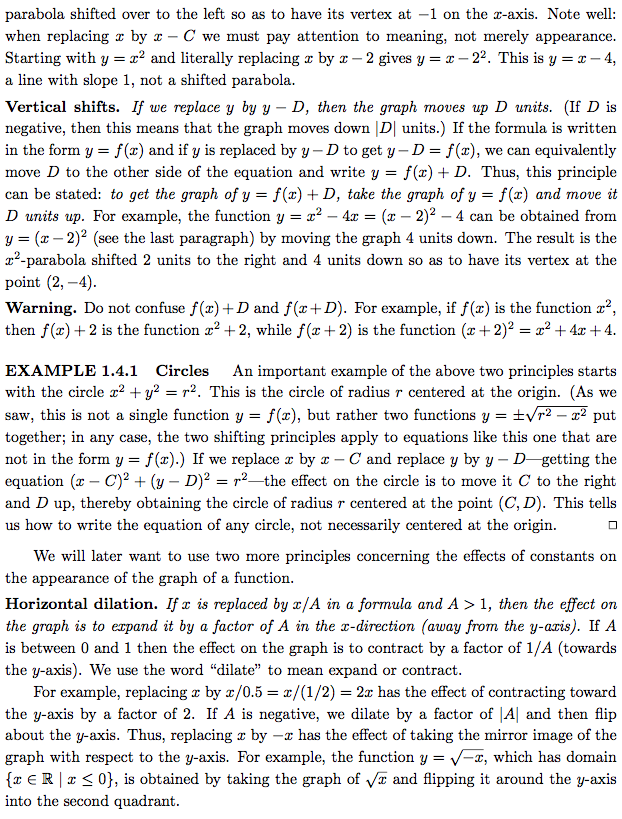 parabola shifted over to the left so as to have its vertex at −1 on the x-axis. Note well:
when replacing x by x − C we must pay attention to meaning, not merely appearance.
Starting with y = x² and literally replacing x by x − 2 gives y = x − 2². This is y = x − 4,
a line with slope 1, not a shifted parabola.
Vertical shifts. If we replace y by y − D, then the graph moves up D units. (If D is
negative, then this means that the graph moves down |D| units.) If the formula is written
in the form y = f(x) and if y is replaced by y − D to get y − D = f(x), we can equivalently
move D to the other side of the equation and write y = f(x) + D. Thus, this principle
can be stated: to get the graph of y = f(x) + D, take the graph of y = f(x) and move it
D units up. For example, the function y = x² − 4x = (x − 2)² − 4 can be obtained from
y = (x − 2)² (see the last paragraph) by moving the graph 4 units down. The result is the
x²-parabola shifted 2 units to the right and 4 units down so as to have its vertex at the
point (2, −4).
Warning. Do not confuse f(x) + D and f(x + D). For example, if f(x) is the function x²,
then f(x) + 2 is the function x² + 2, while f(x + 2) is the function (x + 2)² = x² + 4x + 4.
EXAMPLE 1.4.1 Circles An important example of the above two principles starts
with the circle x² + y² = r². This is the circle of radius r centered at the origin. (As we
saw, this is not a single function y = f(x), but rather two functions y = ±√(r² − x²) put
together; in any case, the two shifting principles apply to equations like this one that are
not in the form y = f(x).) If we replace x by x − C and replace y by y − D—getting the
equation (x − C)² + (y − D)² = r²—the effect on the circle is to move it C to the right
and D up, thereby obtaining the circle of radius r centered at the point (C, D). This tells
us how to write the equation of any circle, not necessarily centered at the origin. □
We will later want to use two more principles concerning the effects of constants on
the appearance of the graph of a function.
Horizontal dilation. If x is replaced by x/A in a formula and A > 1, then the effect on
the graph is to expand it by a factor of A in the x-direction (away from the y-axis). If A
is between 0 and 1 then the effect on the graph is to contract by a factor of 1/A (towards
the y-axis). We use the word “dilate” to mean expand or contract.
For example, replacing x by x/0.5 = x/(1/2) = 2x has the effect of contracting toward
the y-axis by a factor of 2. If A is negative, we dilate by a factor of |A| and then flip
about the y-axis. Thus, replacing x by −x has the effect of taking the mirror image of the
graph with respect to the y-axis. For example, the function y = √−x, which has domain
{x ∈ ℝ | x ≤ 0}, is obtained by taking the graph of √x and flipping it around the y-axis
into the second quadrant.